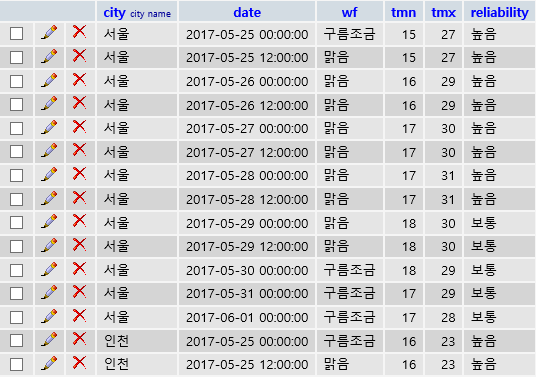 city city name date wf tmn tmx reliability
서울 2017-05-25 00:00:00 구름조금 15 27 높음
서울 2017-05-25 12:00:00 맑음 15 27 높음
서울 2017-05-26 00:00:00 맑음 16 29 높음
서울 2017-05-26 12:00:00 맑음 16 29 높음
서울 2017-05-27 00:00:00 맑음 17 30 높음
서울 2017-05-27 12:00:00 맑음 17 30 높음
서울 2017-05-28 00:00:00 맑음 17 31 높음
서울 2017-05-28 12:00:00 맑음 17 31 높음
서울 2017-05-29 00:00:00 맑음 18 30 보통
서울 2017-05-29 12:00:00 맑음 18 30 보통
서울 2017-05-30 00:00:00 구름조금 18 29 보통
서울 2017-05-31 00:00:00 구름조금 17 29 보통
서울 2017-06-01 00:00:00 구름조금 17 28 보통
인천 2017-05-25 00:00:00 구름조금 16 23 높음
인천 2017-05-25 12:00:00 맑음 16 23 높음